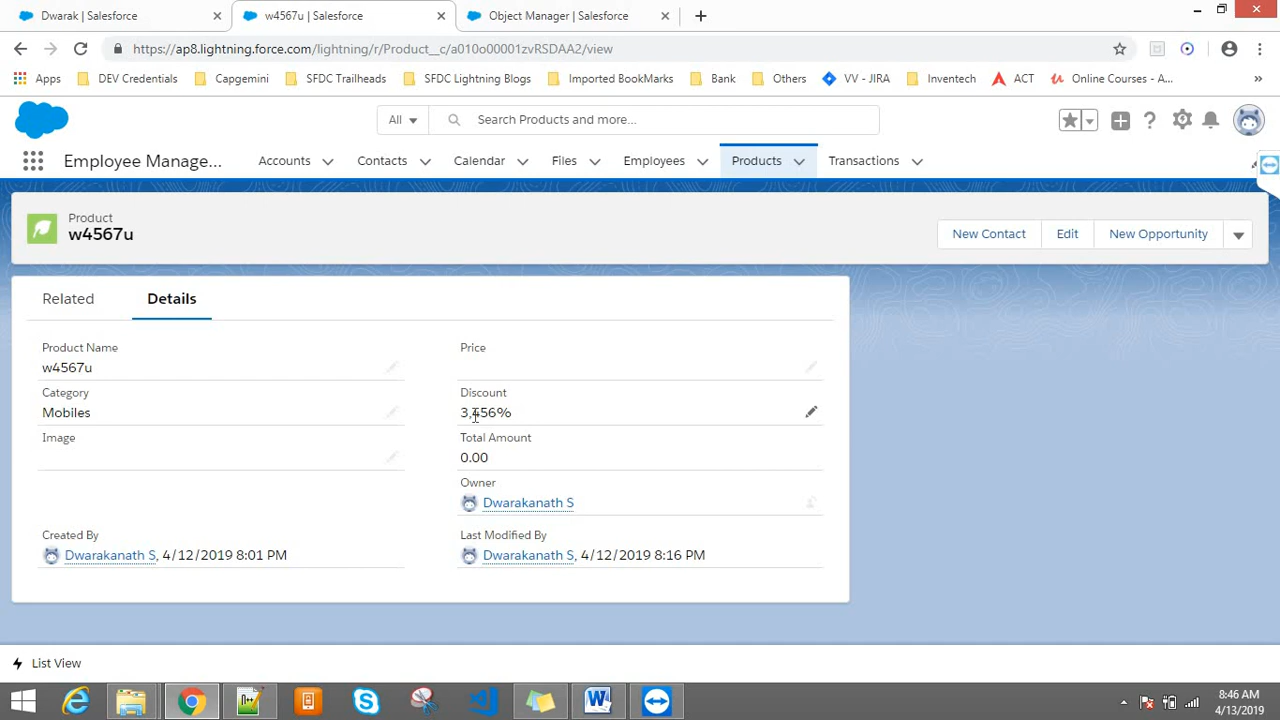 Dwarak | Salesforce
w4567u | Salesforce
Object Manager | Salesforce
https://ap8.lightning.force.com/lightning/r/Product__c/a010o00001zvRSDAA2/view
Apps
DEV Credentials
Capgemini
SFDC Trailheads
SFDC Lightning Blogs
Imported BookMarks
Bank
Others
VV - JIRA
Inventech
ACT
Online Courses - A...
»
All
Search Products and more...
Employee Manage...
Accounts
Contacts
Calendar
Files
Employees
Products
Transactions
Product
w4567u
New Contact
Edit
New Opportunity
Related
Details
Product Name
w4567u
Price
Category
Mobiles
Discount
3,456%
Image
Total Amount
0.00
Owner
Dwarakanath S
Created By
Dwarakanath S, 4/12/2019 8:01 PM
Last Modified By
Dwarakanath S, 4/12/2019 8:16 PM
List View
8:46 AM
4/13/2019